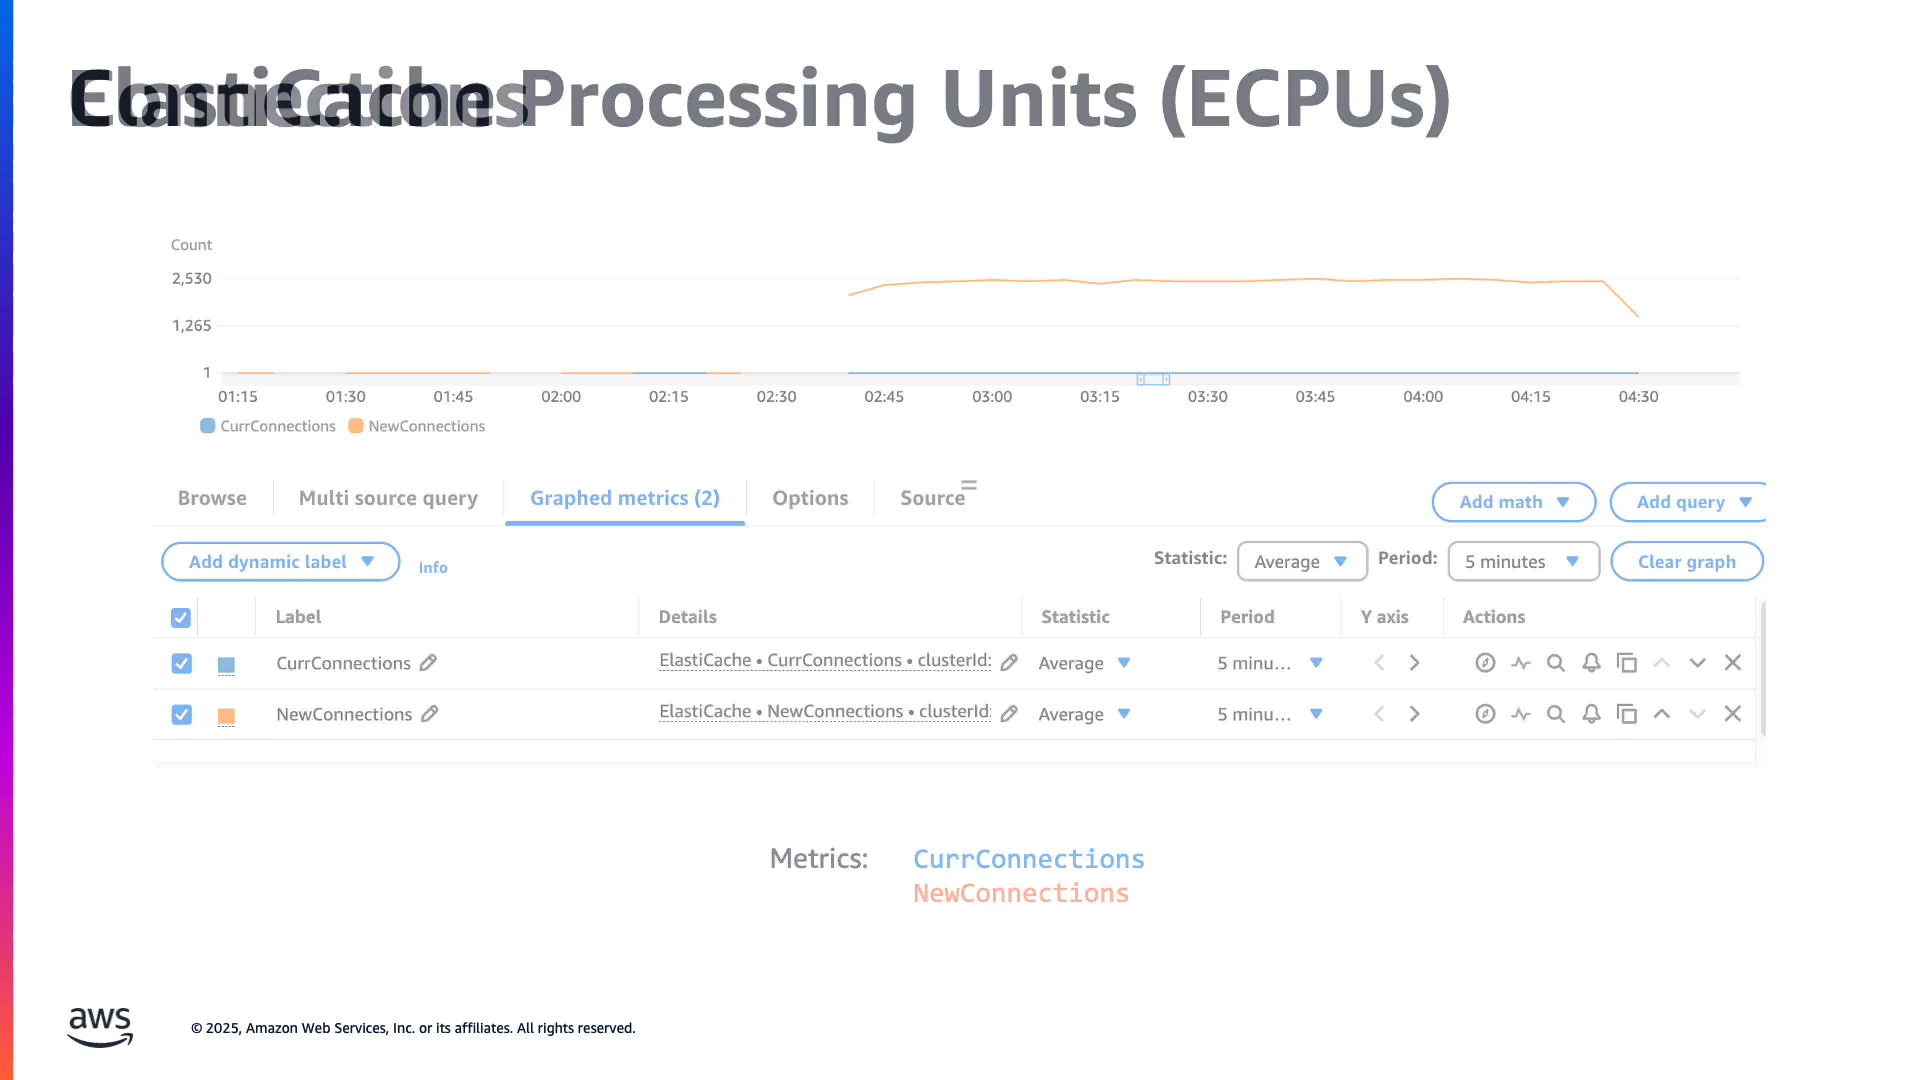 ElastiCache Processing Units (ECPUs)
Connections
Count
2,530
1,265
1
01:15 01:30 01:45 02:00 02:15 02:30 02:45 03:00 03:15 03:30 03:45 04:00 04:15 04:30
CurrConnections NewConnections
Browse Multi source query Graphed metrics (2) Options Source Add math Add query
Add dynamic label Info Statistic: Average Period: 5 minutes Clear graph
Label Details Statistic Period Y axis Actions
CurrConnections ElastiCache • CurrConnections • clusterId: Average 5 minu...
NewConnections ElastiCache • NewConnections • clusterId: Average 5 minu...
Metrics: CurrConnections
NewConnections
aws © 2025, Amazon Web Services, Inc. or its affiliates. All rights reserved.